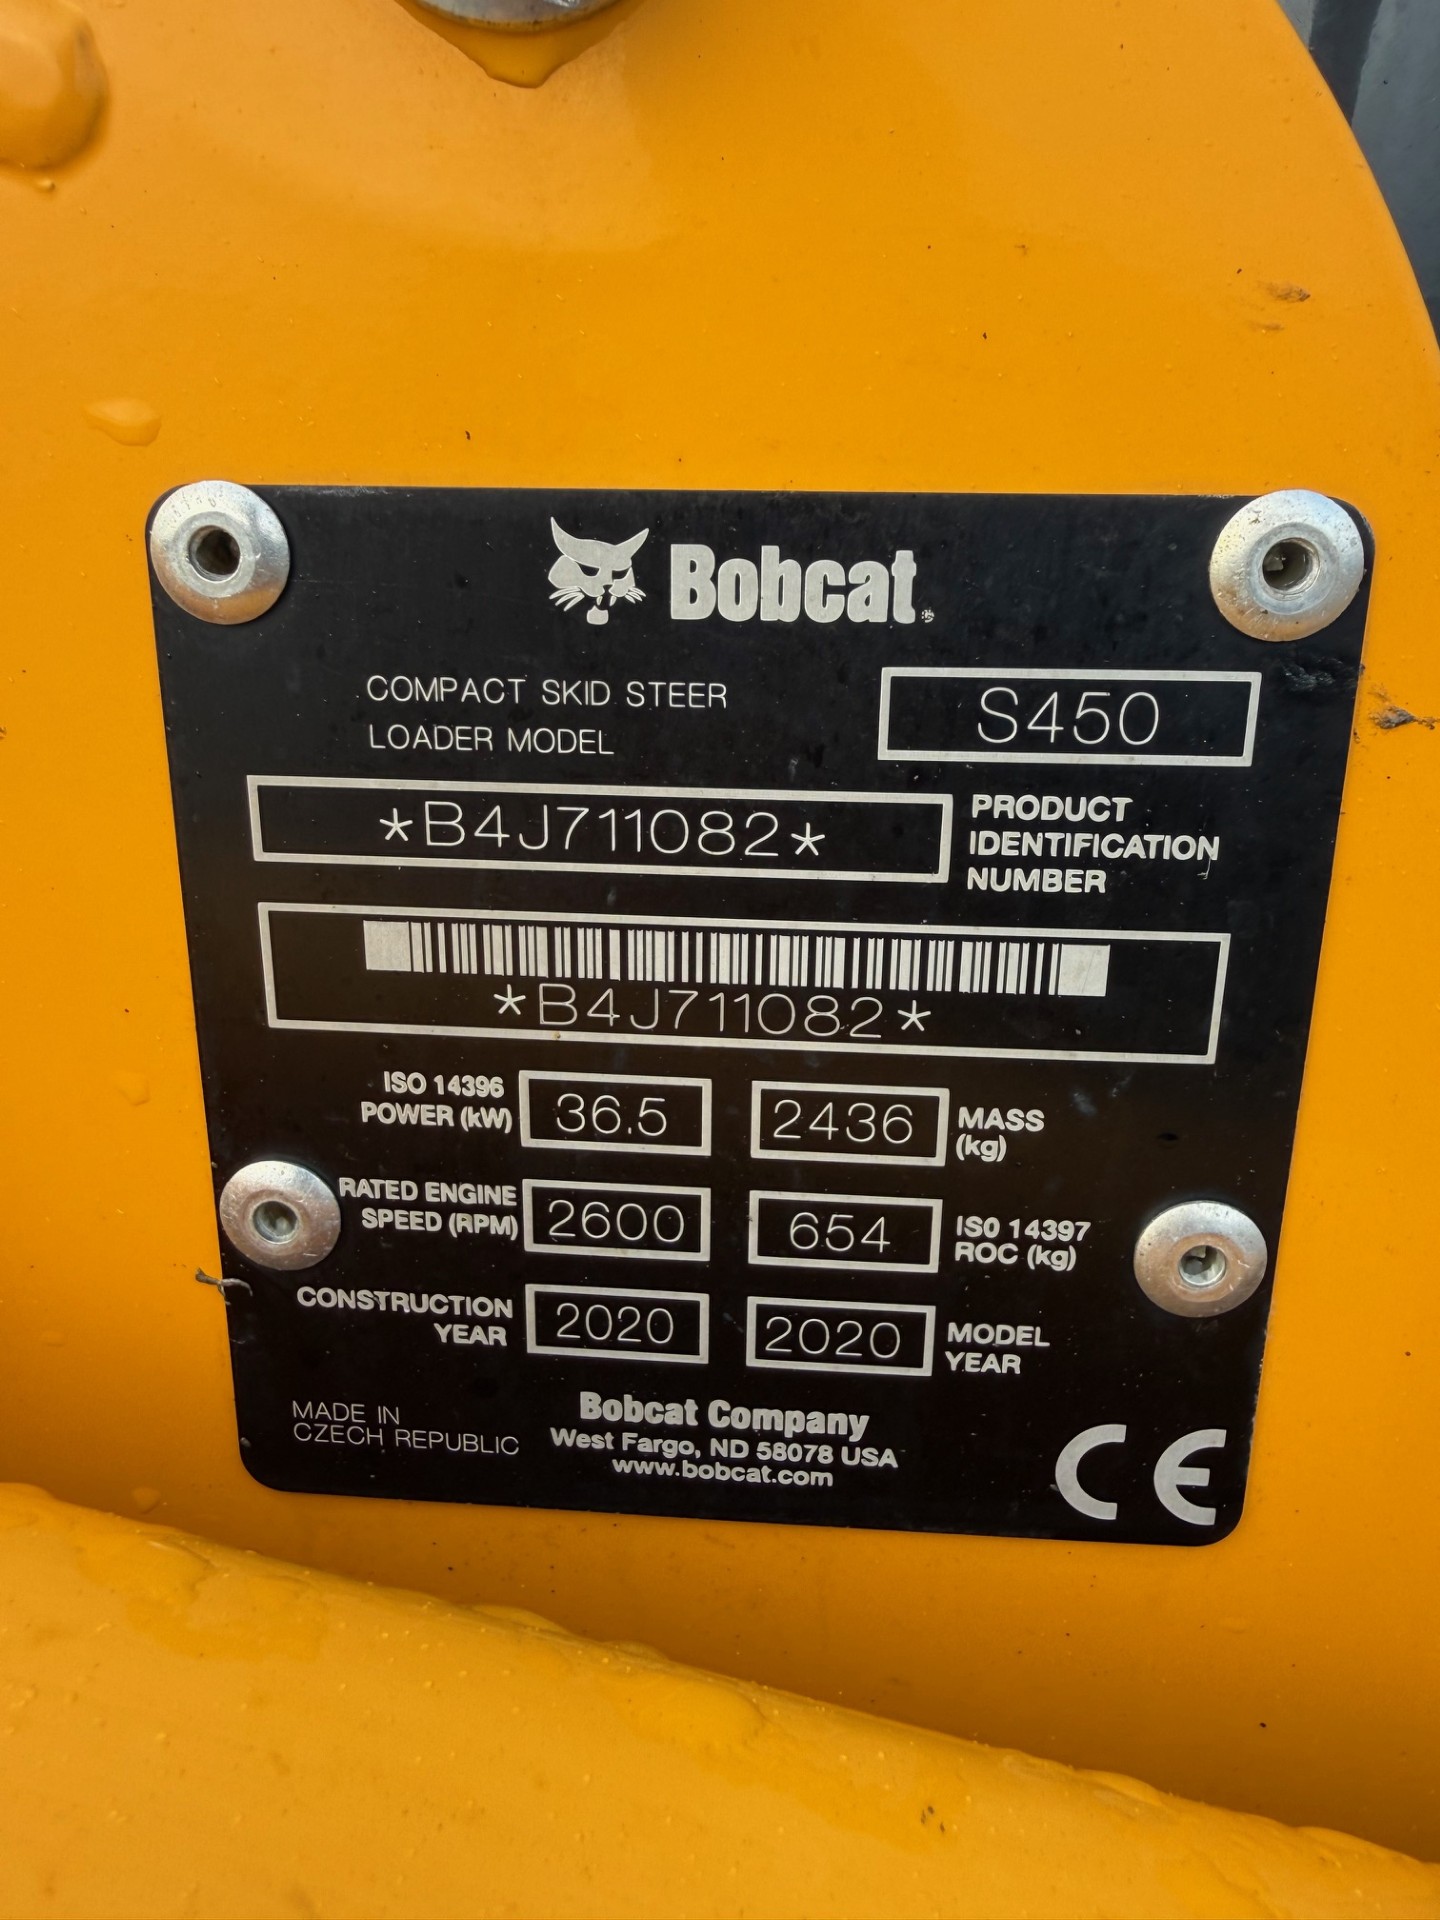 Bobcat
COMPACT SKID STEER
LOADER MODEL
S450
*B4J711082*
PRODUCT
IDENTIFICATION
NUMBER
*B4J711082*
ISO 14396
POWER (kW)
36.5
2436
MASS
(kg)
RATED ENGINE
SPEED (RPM)
2600
654
ISO 14397
ROC (kg)
CONSTRUCTION
YEAR
2020
2020
MODEL
YEAR
MADE IN
CZECH REPUBLIC
Bobcat Company
West Fargo, ND 58078 USA
www.bobcat.com
CE